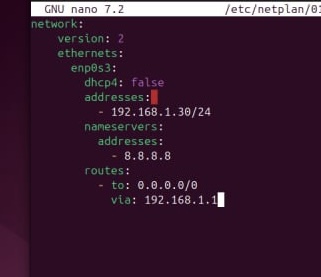 GNU nano 7.2 /etc/netplan/01
network:
    version: 2
    ethernets:
      enp0s3:
        dhcp4: false
        addresses:
          - 192.168.1.30/24
        nameservers:
          addresses:
            - 8.8.8.8
        routes:
          - to: 0.0.0.0/0
            via: 192.168.1.1